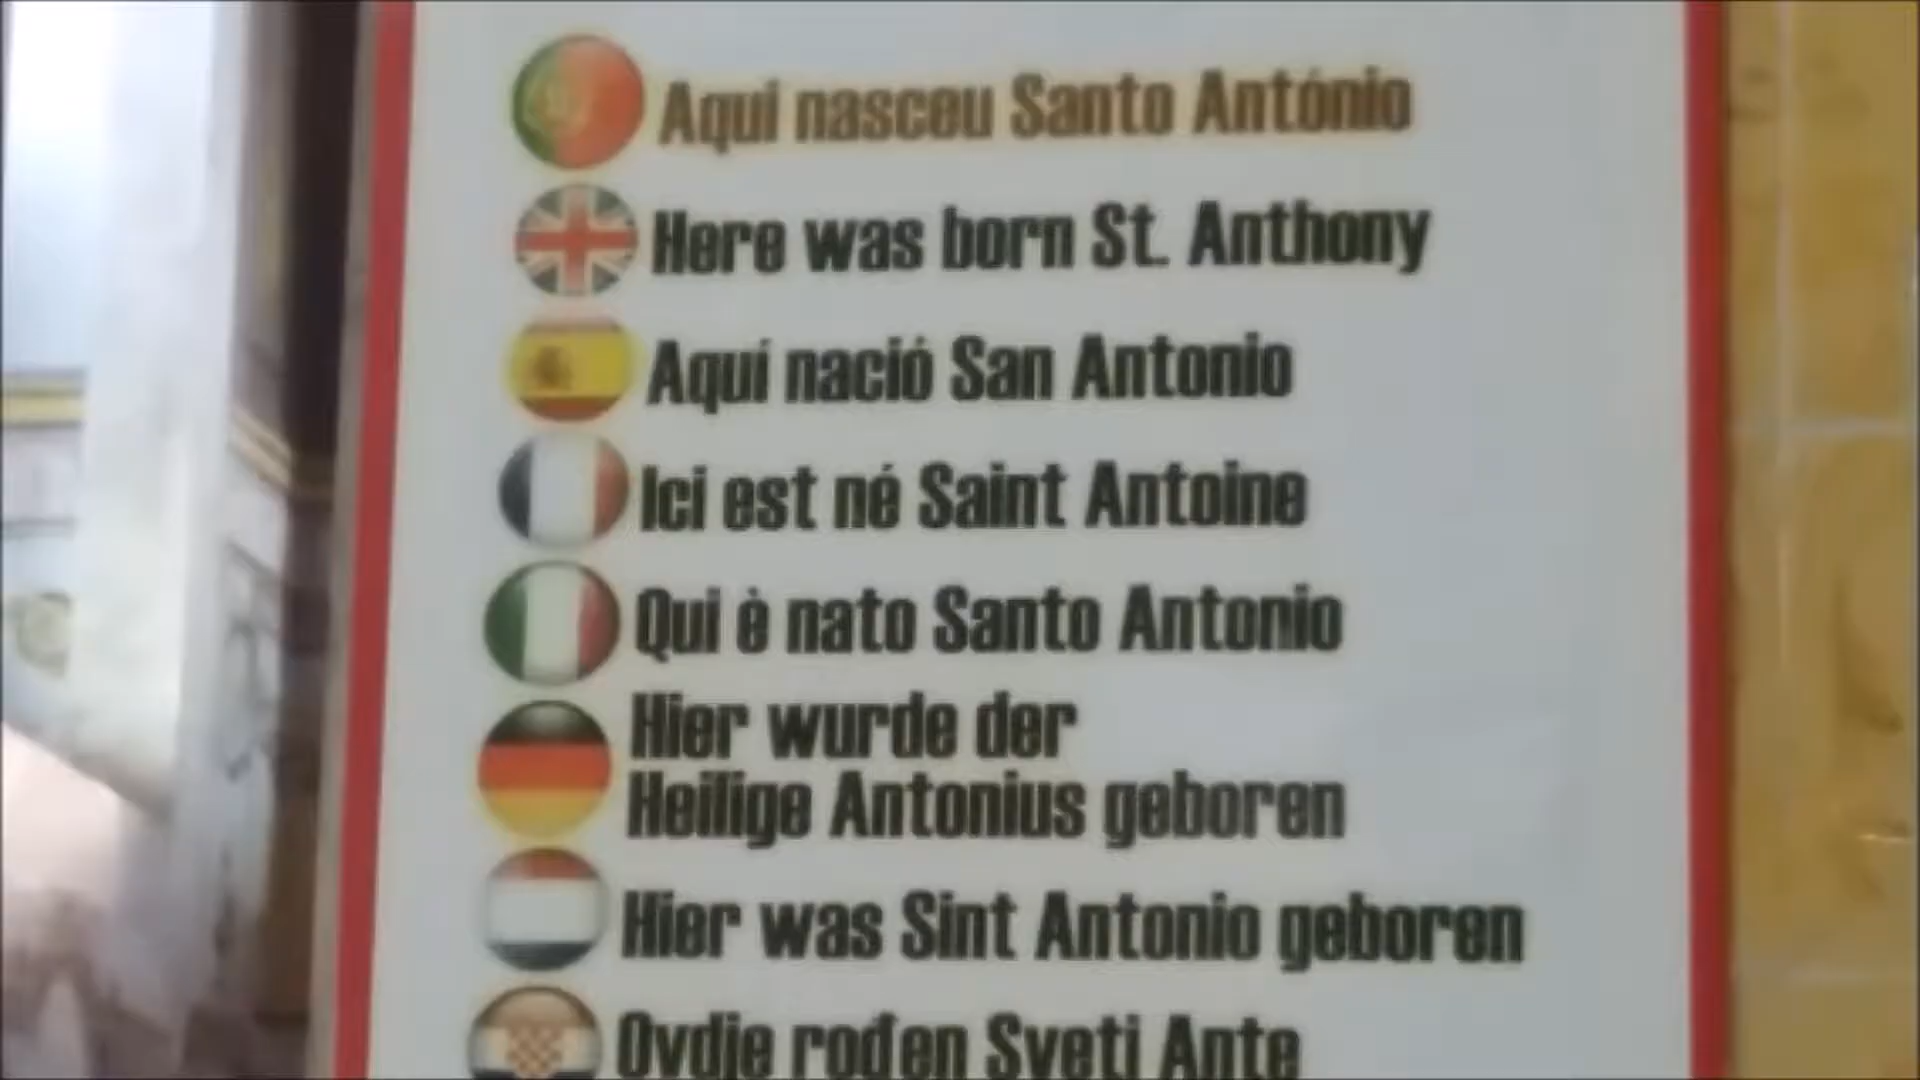 Aqui nasceu Santo António
Here was born St. Anthony
Aquí nació San Antonio
Ici est né Saint Antoine
Qui è nato Santo Antonio
Hier wurde der
Heilige Antonius geboren
Hier was Sint Antonio geboren
Ovdje rođen Sveti Ante